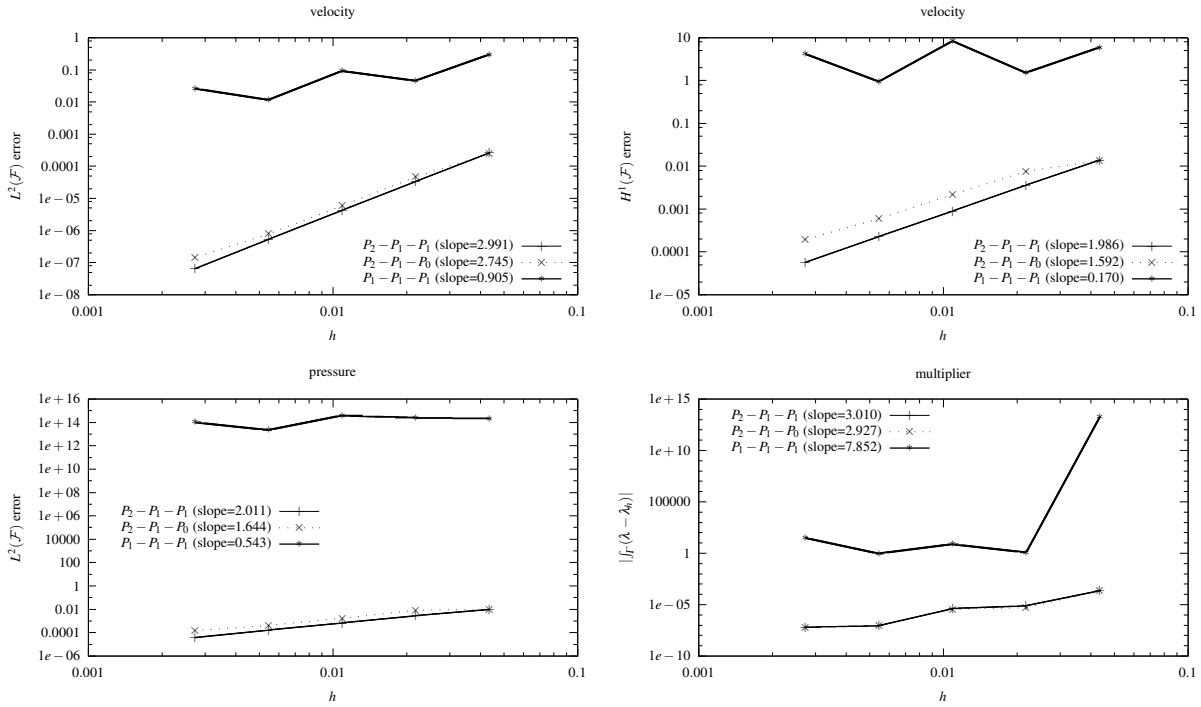 velocity
1
0.1
0.01
0.001
0.0001
1e−05
1e−06
1e−07
1e−08
L²(ℱ) error
P₂−P₁−P₁ (slope=2.991)
P₂−P₁−P₀ (slope=2.745)
P₁−P₁−P₁ (slope=0.905)
0.001 0.01 0.1
h
velocity
10
1
0.1
0.01
0.001
0.0001
1e−05
H¹(ℱ) error
P₂−P₁−P₁ (slope=1.986)
P₂−P₁−P₀ (slope=1.592)
P₁−P₁−P₁ (slope=0.170)
0.001 0.01 0.1
h
pressure
1e+16
1e+14
1e+12
1e+10
1e+08
1e+06
10000
100
1
0.01
0.0001
1e−06
L²(ℱ) error
P₂−P₁−P₁ (slope=2.011)
P₂−P₁−P₀ (slope=1.644)
P₁−P₁−P₁ (slope=0.543)
0.001 0.01 0.1
h
multiplier
1e+15
1e+10
100000
1
1e−05
1e−10
|∫_Γ(λ−λₕ)|
P₂−P₁−P₁ (slope=3.010)
P₂−P₁−P₀ (slope=2.927)
P₁−P₁−P₁ (slope=7.852)
0.001 0.01 0.1
h